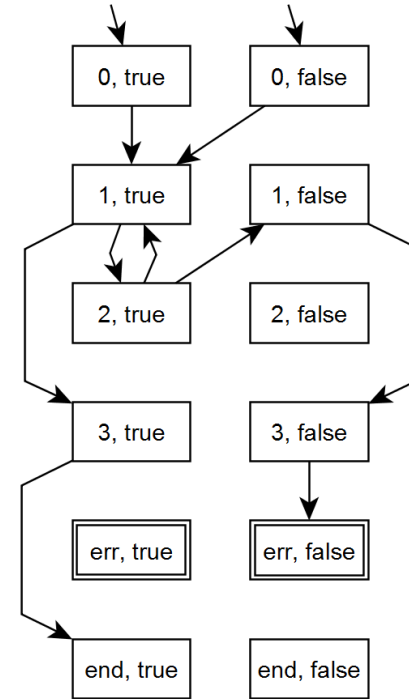 0, true
0, false
1, true
1, false
2, true
2, false
3, true
3, false
err, true
err, false
end, true
end, false